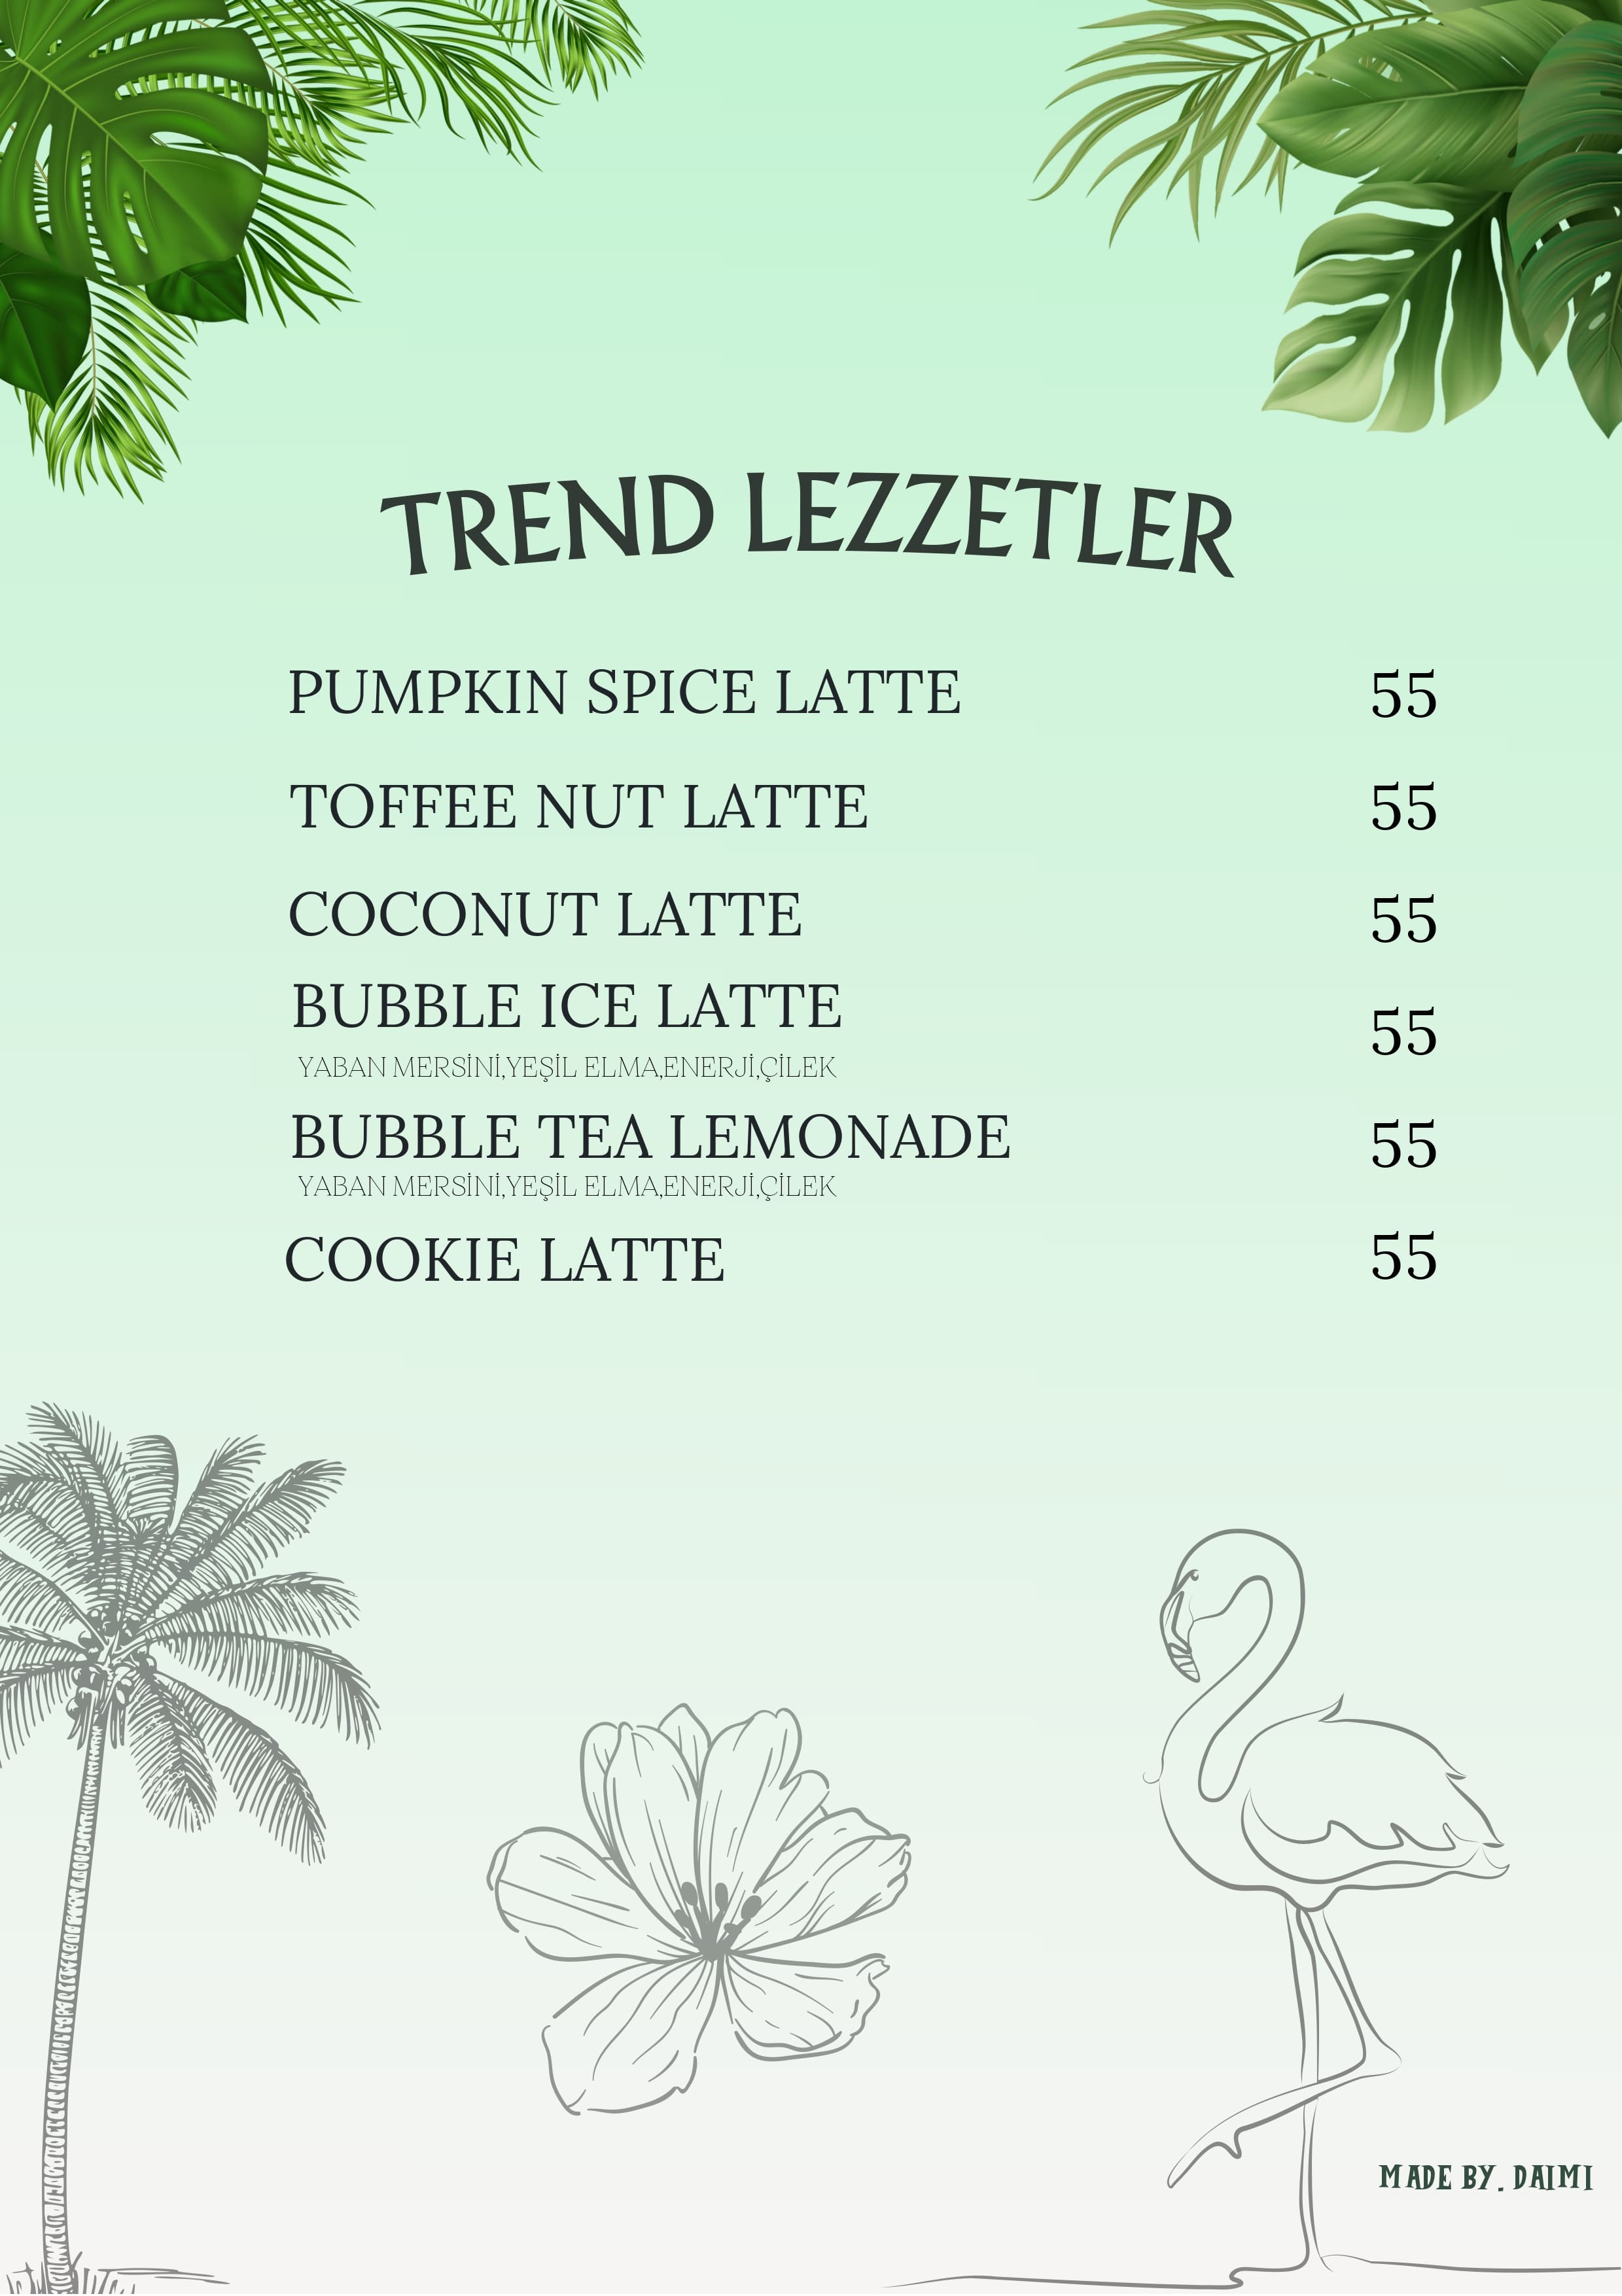 TREND LEZZETLER
PUMPKIN SPICE LATTE 55
TOFFEE NUT LATTE 55
COCONUT LATTE 55
BUBBLE ICE LATTE 55
YABAN MERSİNİ,YEŞİL ELMA,ENERJİ,ÇİLEK
BUBBLE TEA LEMONADE 55
YABAN MERSİNİ,YEŞİL ELMA,ENERJİ,ÇİLEK
COOKIE LATTE 55
MADE BY. DAIMI